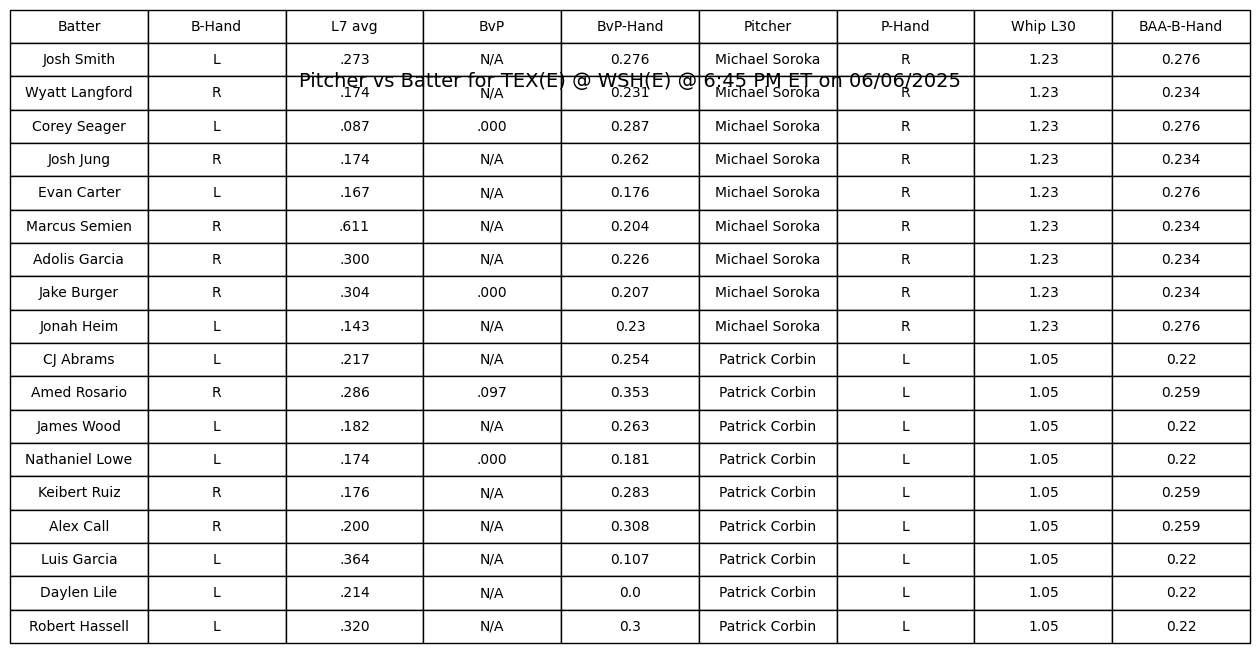 Batter B-Hand L7 avg BvP BvP-Hand Pitcher P-Hand Whip L30 BAA-B-Hand
Josh Smith L .273 N/A 0.276 Michael Soroka R 1.23 0.276
Pitcher vs Batter for TEX(E) @ WSH(E) @ 6:45 PM ET on 06/06/2025
Wyatt Langford R .174 N/A 0.231 Michael Soroka R 1.23 0.234
Corey Seager L .087 .000 0.287 Michael Soroka R 1.23 0.276
Josh Jung R .174 N/A 0.262 Michael Soroka R 1.23 0.234
Evan Carter L .167 N/A 0.176 Michael Soroka R 1.23 0.276
Marcus Semien R .611 N/A 0.204 Michael Soroka R 1.23 0.234
Adolis Garcia R .300 N/A 0.226 Michael Soroka R 1.23 0.234
Jake Burger R .304 .000 0.207 Michael Soroka R 1.23 0.234
Jonah Heim L .143 N/A 0.23 Michael Soroka R 1.23 0.276
CJ Abrams L .217 N/A 0.254 Patrick Corbin L 1.05 0.22
Amed Rosario R .286 .097 0.353 Patrick Corbin L 1.05 0.259
James Wood L .182 N/A 0.263 Patrick Corbin L 1.05 0.22
Nathaniel Lowe L .174 .000 0.181 Patrick Corbin L 1.05 0.22
Keibert Ruiz R .176 N/A 0.283 Patrick Corbin L 1.05 0.259
Alex Call R .200 N/A 0.308 Patrick Corbin L 1.05 0.259
Luis Garcia L .364 N/A 0.107 Patrick Corbin L 1.05 0.22
Daylen Lile L .214 N/A 0.0 Patrick Corbin L 1.05 0.22
Robert Hassell L .320 N/A 0.3 Patrick Corbin L 1.05 0.22